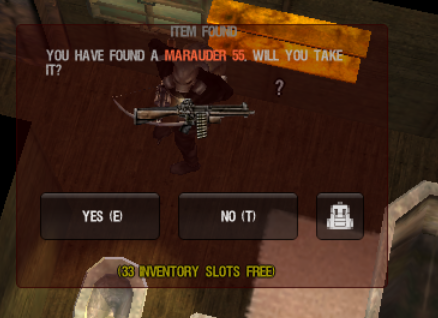 ITEM FOUND
YOU HAVE FOUND A MARAUDER 55. WILL YOU TAKE
IT?
?
YES (E)
NO (T)
(33 INVENTORY SLOTS FREE)